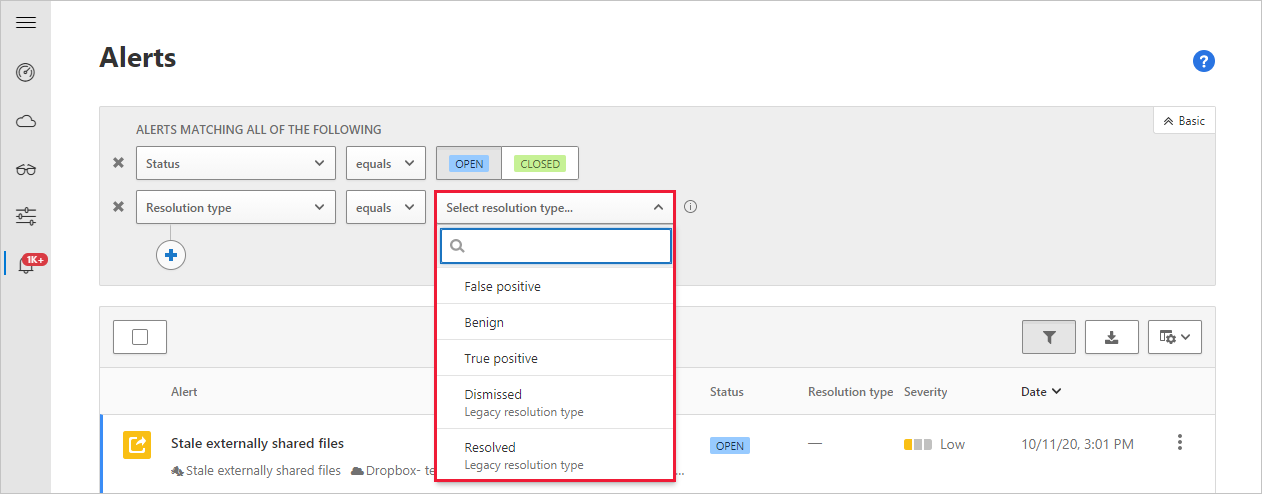 Alerts
?
ALERTS MATCHING ALL OF THE FOLLOWING
Basic
Status equals OPEN CLOSED
Resolution type equals Select resolution type...
1K+
False positive
Benign
True positive
Dismissed
Legacy resolution type
Resolved
Legacy resolution type
Alert Status Resolution type Severity Date
Stale externally shared files OPEN — Low 10/11/20, 3:01 PM
Stale externally shared files Dropbox- te ...